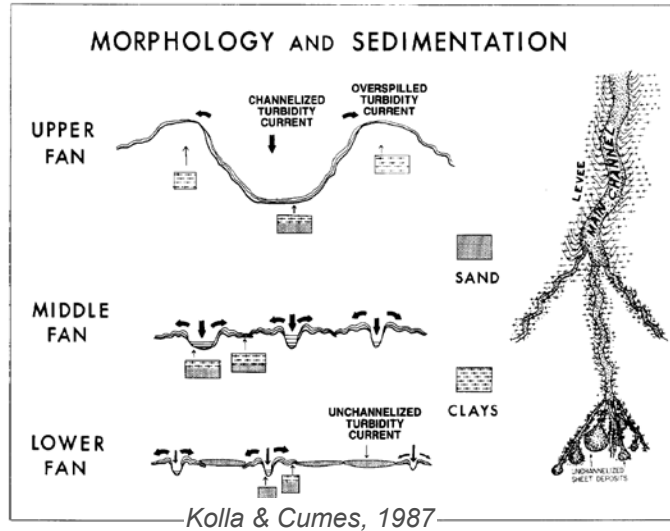 MORPHOLOGY AND SEDIMENTATION
UPPER
FAN
CHANNELIZED
TURBIDITY
CURRENT
OVERSPILLED
TURBIDITY
CURRENT
LEVEE
MAIN CHANNEL
SAND
MIDDLE
FAN
CLAYS
LOWER
FAN
UNCHANNELIZED
TURBIDITY
CURRENT
UNCHANNELIZED
SHEET DEPOSITS
Kolla & Cumes, 1987